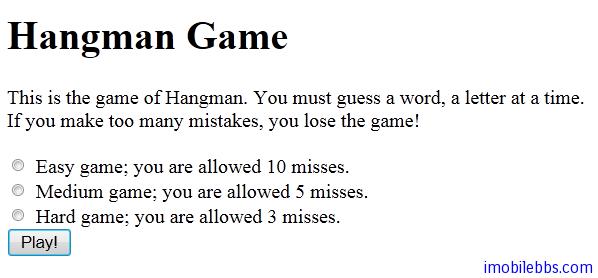 Hangman Game
This is the game of Hangman. You must guess a word, a letter at a time.
If you make too many mistakes, you lose the game!
Easy game; you are allowed 10 misses.
Medium game; you are allowed 5 misses.
Hard game; you are allowed 3 misses.
Play!
imobilebbs.com